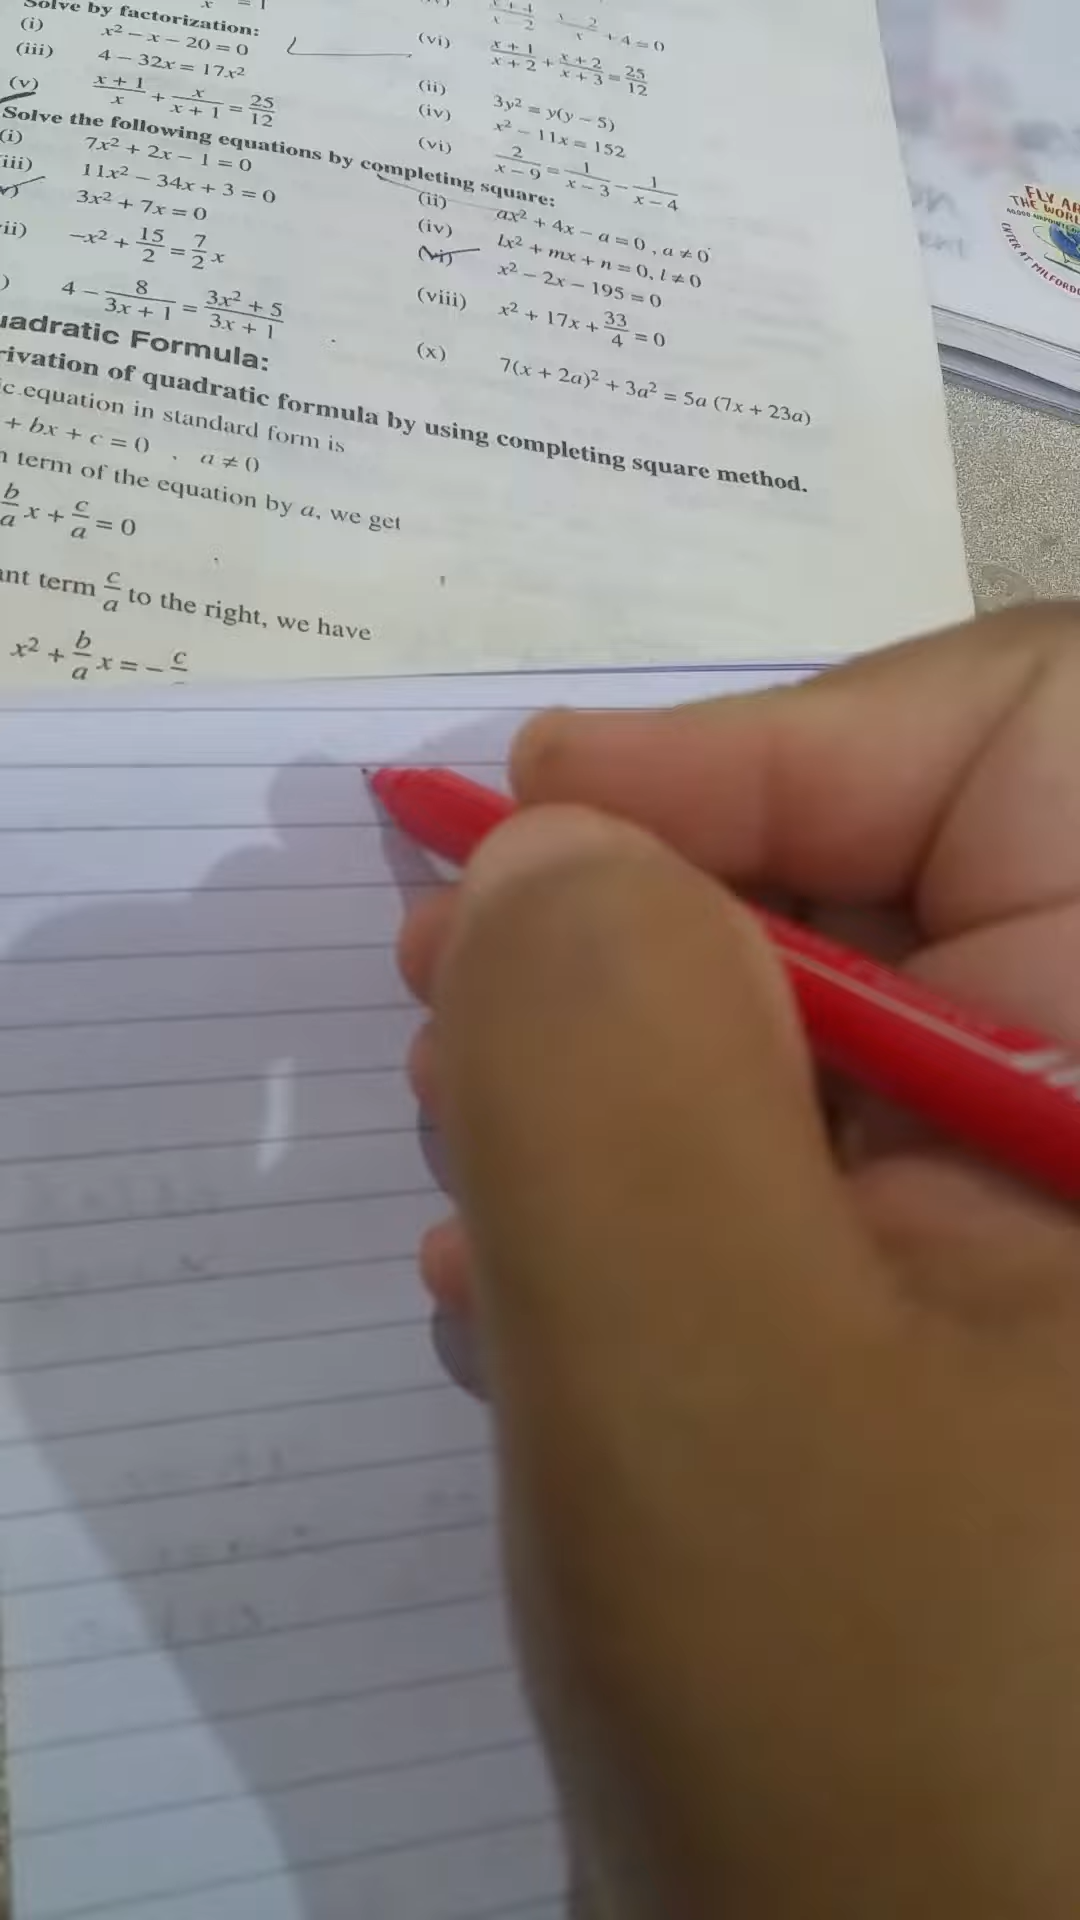 Solve by factorization:
(i) x² − x − 20 = 0
(iii) 4 − 32x = 17x²
(v) x + 1/x + x/x + 1 = 25/12
(vi) x + 1/x + 2 + x + 2/x + 3 = 25/12
(ii) 3y² = y(y − 5)
(iv) x² − 11x = 152
(vi) 2/x − 9 = 1/x − 3 − 1/x − 4
Solve the following equations by completing square:
(i) 7x² + 2x − 1 = 0
(ii) ax² + 4x − a = 0 , a ≠ 0
iii) 11x² − 34x + 3 = 0
(iv) lx² + mx + n = 0, l ≠ 0
v) 3x² + 7x = 0
(vi) x² − 2x − 195 = 0
ii) −x² + 15/2 = 7/2 x
(viii) x² + 17x + 33/4 = 0
) 4 − 8/3x + 1 = 3x² + 5/3x + 1
(x) 7(x + 2a)² + 3a² = 5a (7x + 23a)
uadratic Formula:
rivation of quadratic formula by using completing square method.
ic equation in standard form is
+ bx + c = 0 , a ≠ 0
term of the equation by a, we get
b/a x + c/a = 0
ant term c/a to the right, we have
x² + b/a x = − c
FLY AR
THE WORL
ENTER AT MILFORD